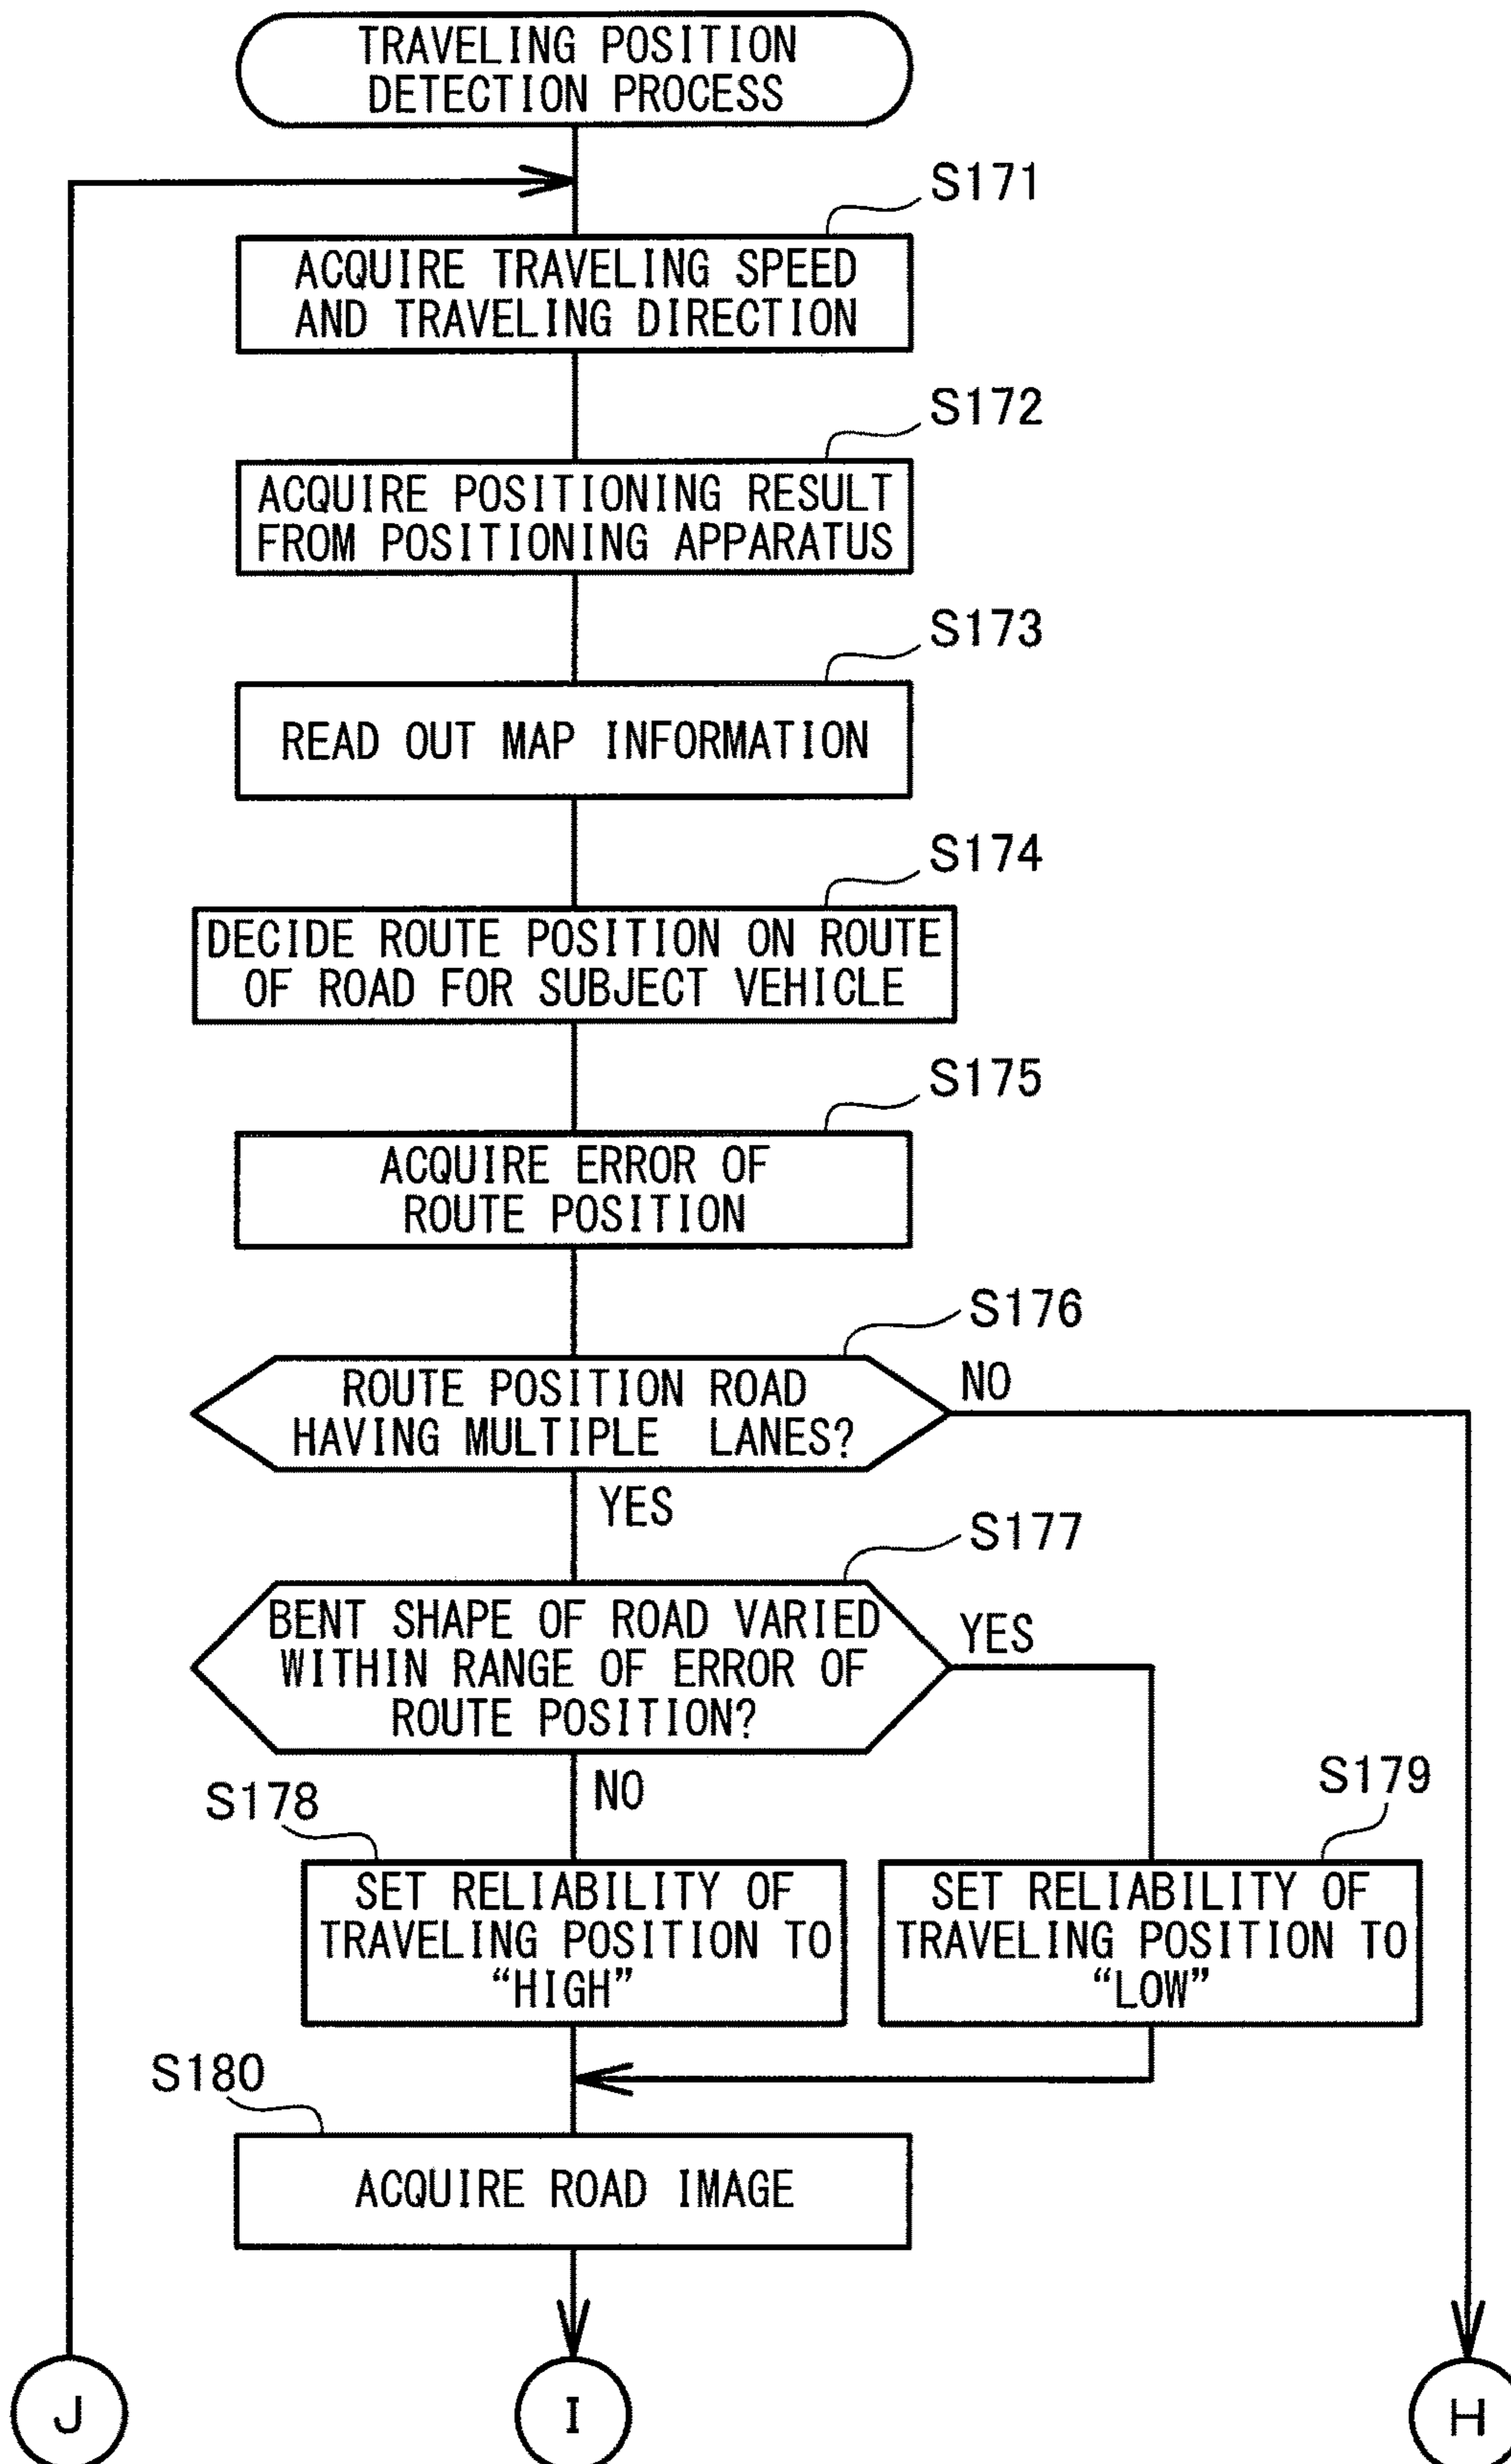 TRAVELING POSITION
DETECTION PROCESS
S171
ACQUIRE TRAVELING SPEED
AND TRAVELING DIRECTION
S172
ACQUIRE POSITIONING RESULT
FROM POSITIONING APPARATUS
S173
READ OUT MAP INFORMATION
S174
DECIDE ROUTE POSITION ON ROUTE
OF ROAD FOR SUBJECT VEHICLE
S175
ACQUIRE ERROR OF
ROUTE POSITION
S176
ROUTE POSITION ROAD
HAVING MULTIPLE LANES?
NO
YES
S177
BENT SHAPE OF ROAD VARIED
WITHIN RANGE OF ERROR OF
ROUTE POSITION?
YES
NO
S178
SET RELIABILITY OF
TRAVELING POSITION TO
“HIGH”
S179
SET RELIABILITY OF
TRAVELING POSITION TO
“LOW”
S180
ACQUIRE ROAD IMAGE
J
I
H